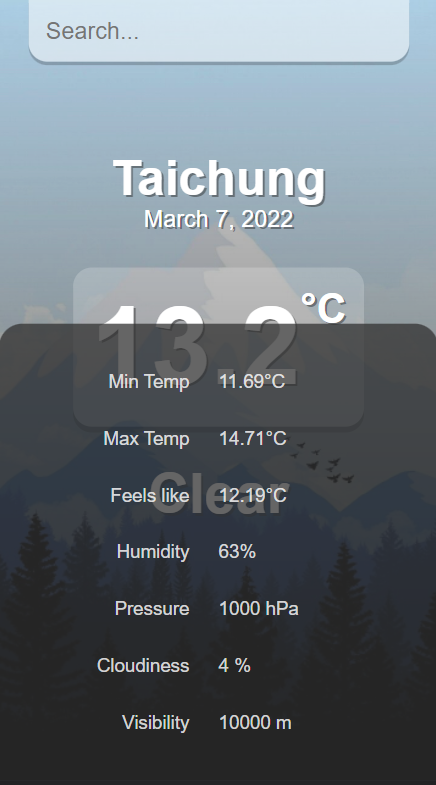 Search...
Taichung
March 7, 2022
13.2°C
Min Temp 11.69°C
Max Temp 14.71°C
Clear
Feels like 12.19°C
Humidity 63%
Pressure 1000 hPa
Cloudiness 4 %
Visibility 10000 m